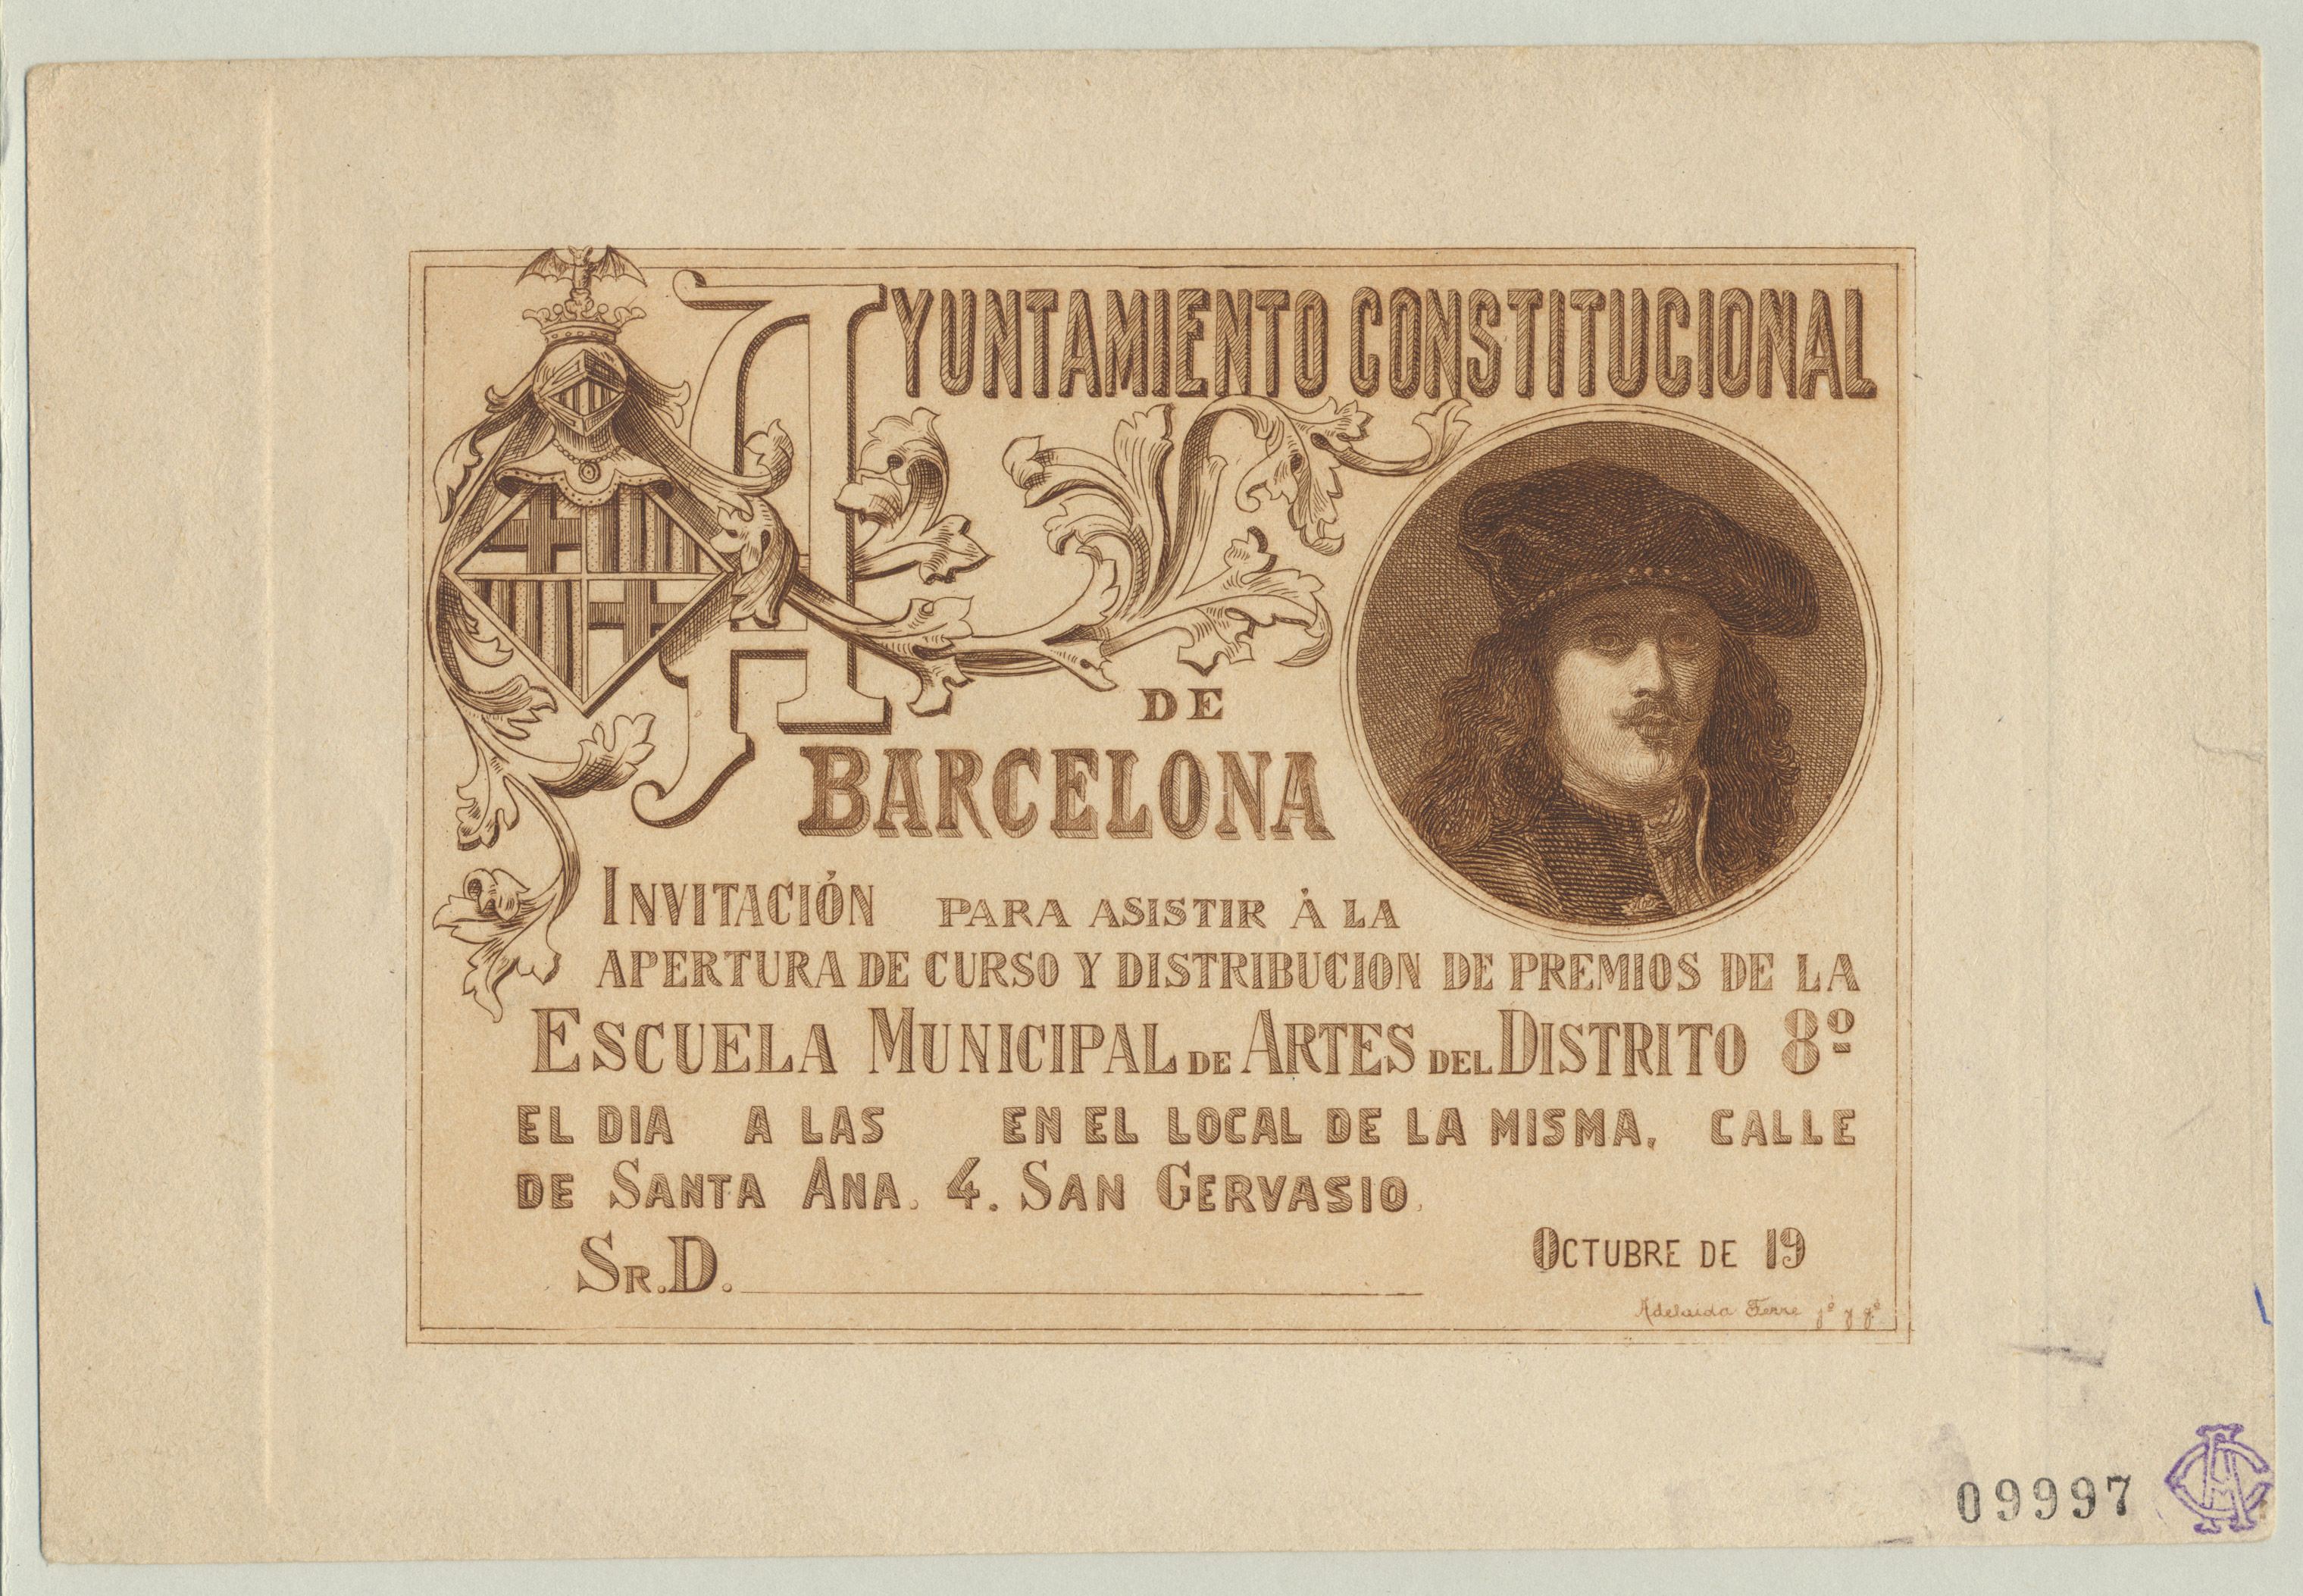 AYUNTAMIENTO CONSTITUCIONAL
DE
BARCELONA
INVITACIÓN PARA ASISTIR Á LA
APERTURA DE CURSO Y DISTRIBUCION DE PREMIOS DE LA
ESCUELA MUNICIPAL DE ARTES DEL DISTRITO 8º
EL DIA A LAS EN EL LOCAL DE LA MISMA, CALLE
DE SANTA ANA. 4. SAN GERVASIO.
SR. D.
OCTUBRE DE 19
Adelaida Ferre
09997